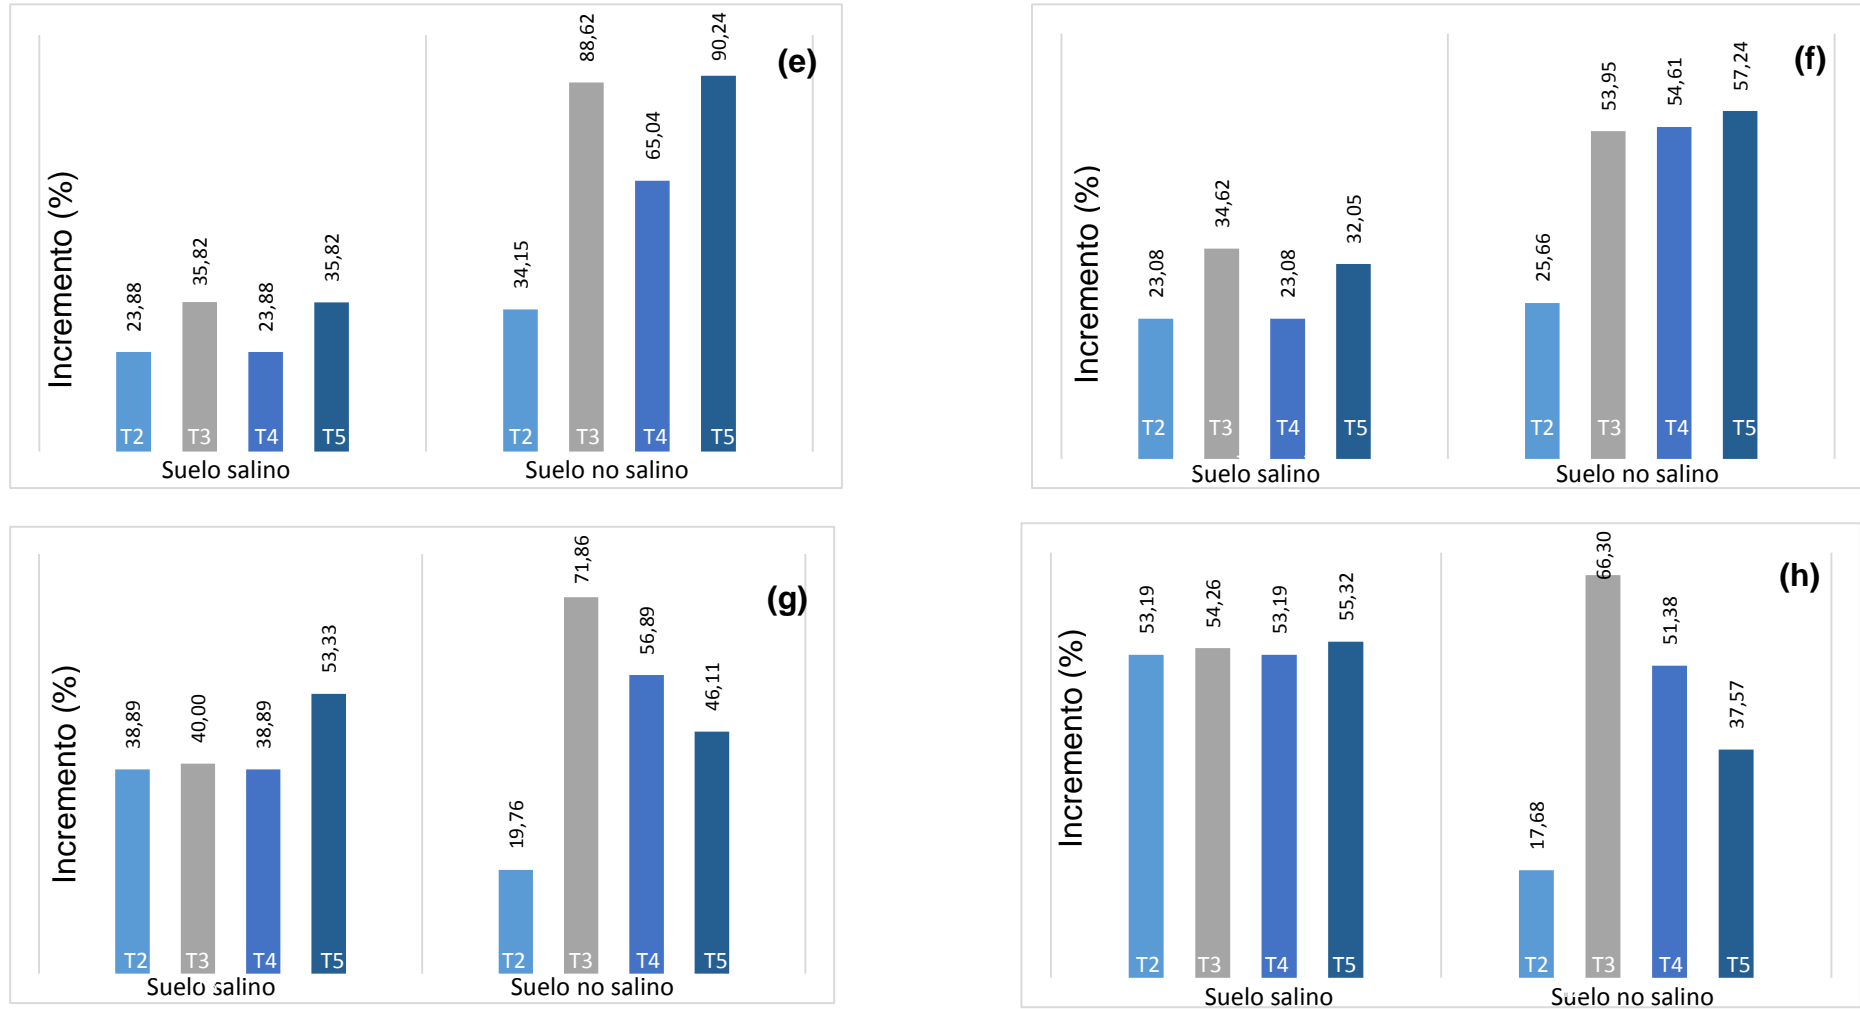 (e)
Incremento (%)
23,88
35,82
23,88
35,82
34,15
88,62
65,04
90,24
T2 T3 T4 T5 T2 T3 T4 T5
Suelo salino Suelo no salino
(f)
Incremento (%)
23,08
34,62
23,08
32,05
25,66
53,95
54,61
57,24
T2 T3 T4 T5 T2 T3 T4 T5
Suelo salino Suelo no salino
(g)
Incremento (%)
38,89
40,00
38,89
53,33
19,76
71,86
56,89
46,11
T2 T3 T4 T5 T2 T3 T4 T5
Suelo salino Suelo no salino
(h)
Incremento (%)
53,19
54,26
53,19
55,32
17,68
66,30
51,38
37,57
T2 T3 T4 T5 T2 T3 T4 T5
Suelo salino Suelo no salino